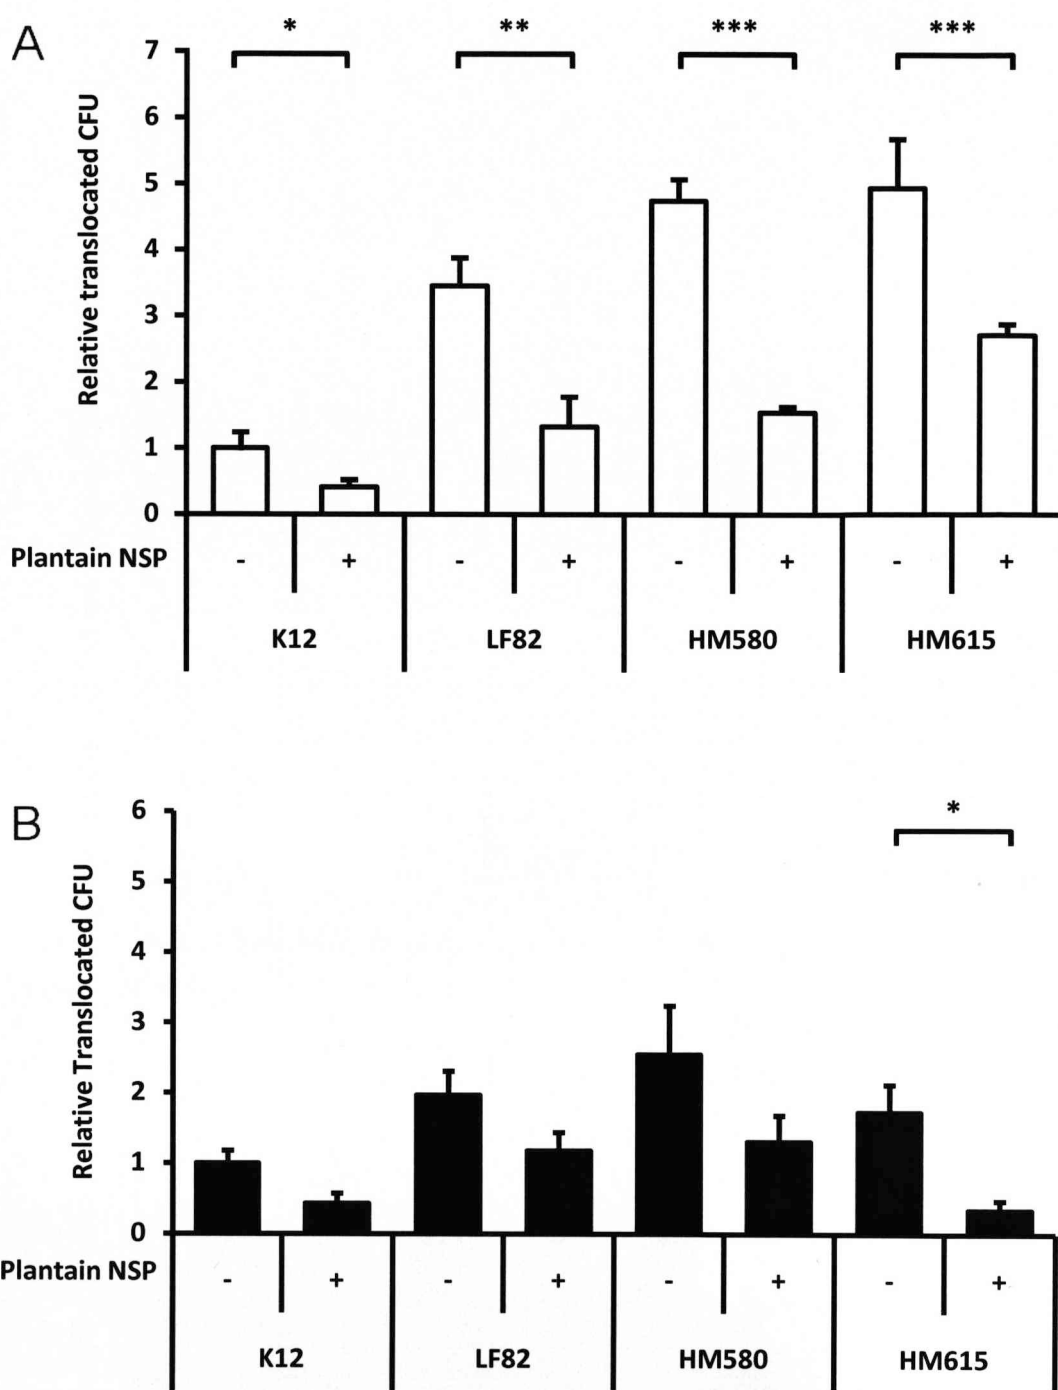 A
* ** *** ***
7
6
5
4
3
2
1
0
Relative translocated CFU
Plantain NSP - + - + - + - +
K12 LF82 HM580 HM615
B
*
6
5
4
3
2
1
0
Relative Translocated CFU
Plantain NSP - + - + - + - +
K12 LF82 HM580 HM615